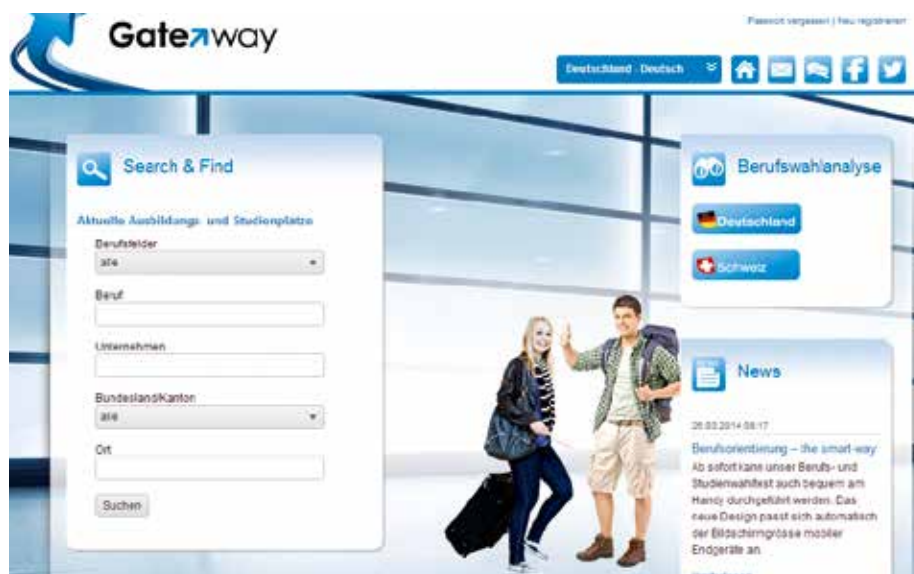 Gateway
Passwort vergessen | Neu registrieren
Deutschland - Deutsch
Search & Find
Aktuelle Ausbildungs- und Studienplätze
Berufsfelder
alle
Beruf
Unternehmen
Bundesland/Kanton
alle
Ort
Suchen
Berufswahlanalyse
Deutschland
Schweiz
News
26.03.2014 08:17
Berufsorientierung – the smart-way
Ab sofort kann unser Berufs- und
Studienwahltest auch bequem am
Handy durchgeführt werden. Das
neue Design passt sich automatisch
der Bildschirmgrösse mobiler
Endgeräte an.